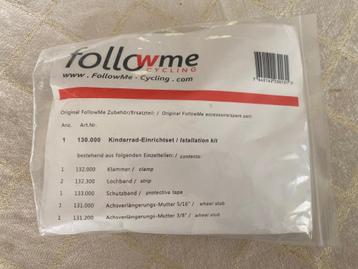 followme
CYCLING
www.FollowMe-Cycling.com
Original FollowMe Zubehör/Ersatzteil: / Original FollowMe accessoire/spare part:
Anz. Art.Nr.
1 130.000 Kinderrad-Einrichtset / Istallation kit
bestehend aus folgenden Einzelteilen: / contents:
1 132.000 Klammer / clamp
2 132.300 Lochband / strip
1 133.000 Schutzband / protective tape
1 131.000 Achsverlängerungs-Mutter 5/16" / wheel stub
1 131.200 Achsverlängerungs-Mutter 3/8" / wheel stub